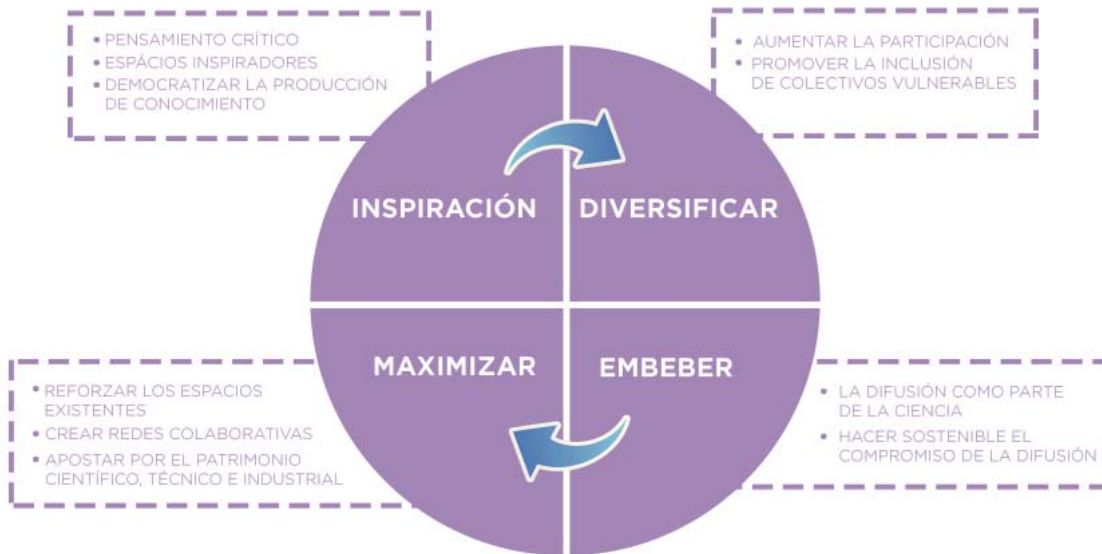 • PENSAMIENTO CRÍTICO
• ESPÁCIOS INSPIRADORES
• DEMOCRATIZAR LA PRODUCCIÓN
DE CONOCIMIENTO
• AUMENTAR LA PARTICIPACIÓN
• PROMOVER LA INCLUSIÓN
DE COLECTIVOS VULNERABLES
INSPIRACIÓN
DIVERSIFICAR
MAXIMIZAR
EMBEBER
• REFORZAR LOS ESPACIOS
EXISTENTES
• CREAR REDES COLABORATIVAS
• APOSTAR POR EL PATRIMONIO
CIENTÍFICO, TÉCNICO E INDUSTRIAL
• LA DIFUSIÓN COMO PARTE
DE LA CIENCIA
• HACER SOSTENIBLE EL
COMPROMISO DE LA DIFUSIÓN